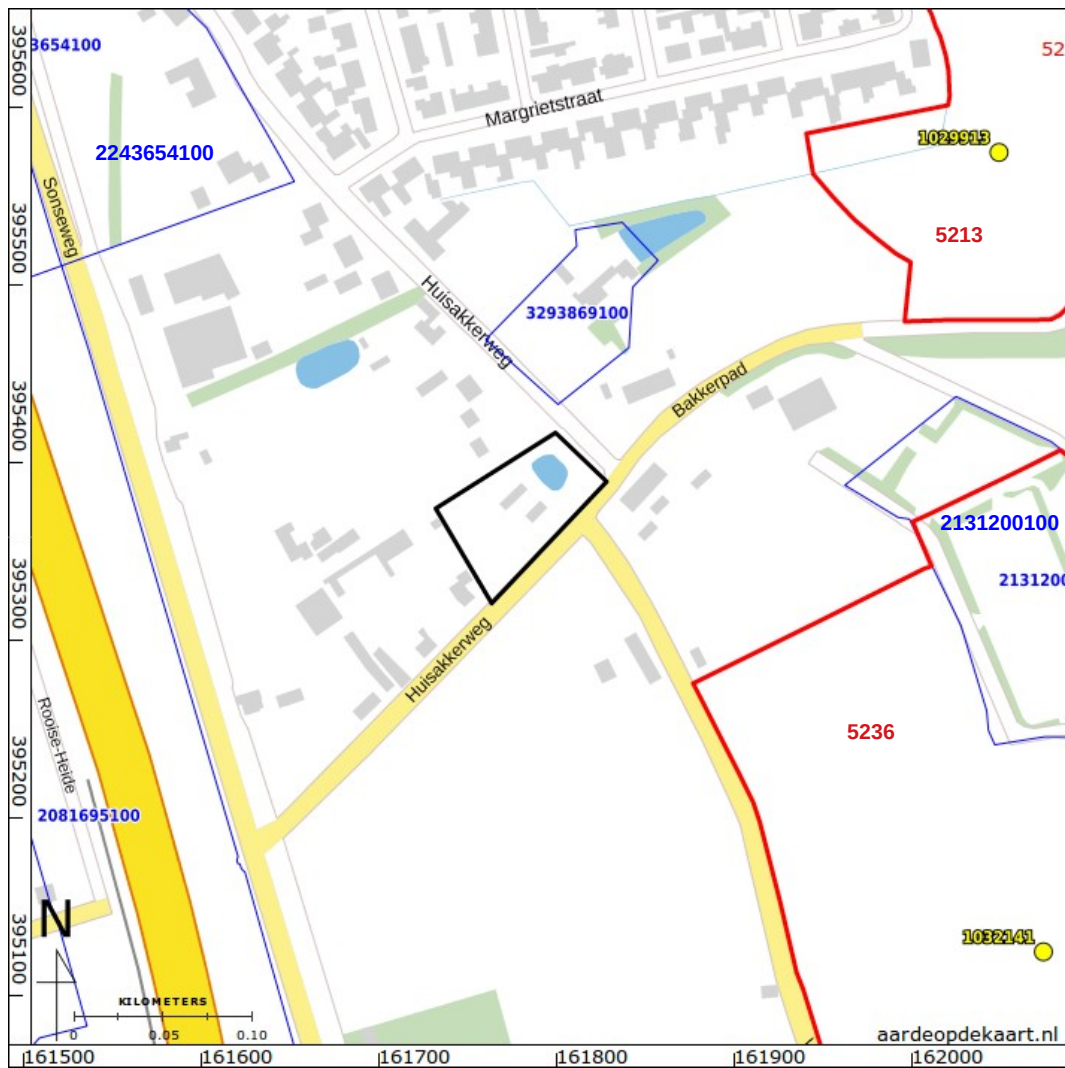 3654100
52
Margrietstraat
1029913
2243654100
Sonseweg
5213
Huisakkerweg
3293869100
Bakkerpad
2131200100
2131200
Huisakkerweg
5236
Rooise-Heide
2081695100
N
1032141
KILOMETERS
0 0.05 0.10
aardeopdekaart.nl
395600
395500
395400
395300
395200
395100
161500 161600 161700 161800 161900 162000